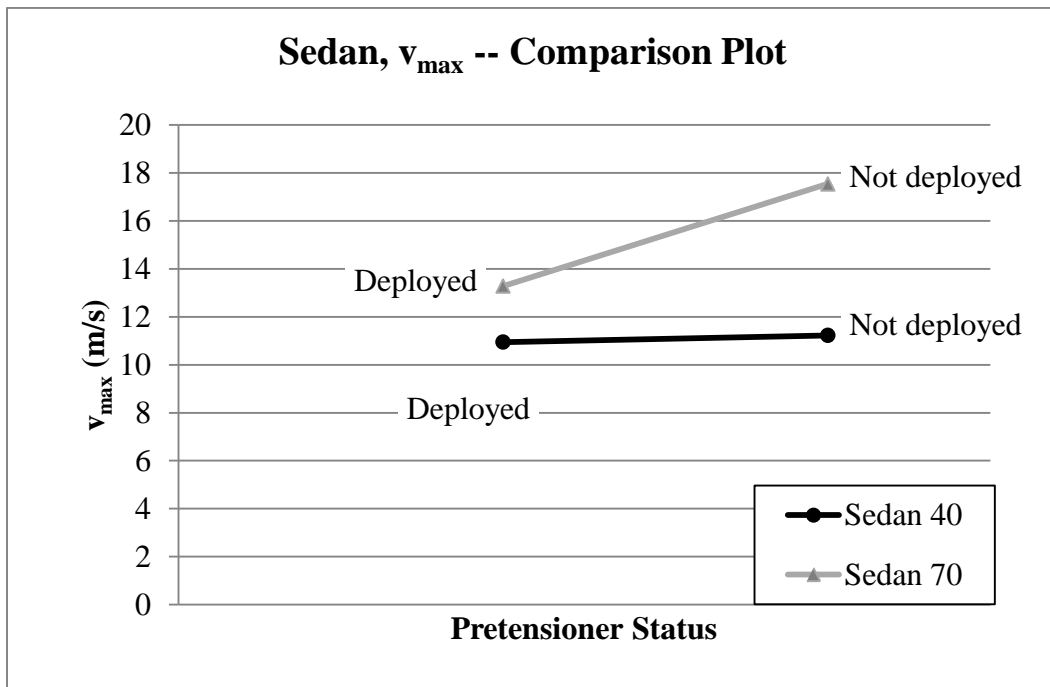 Sedan, vmax -- Comparison Plot
20
18
16
14
12
10
8
6
4
2
0
vmax (m/s)
Not deployed
Deployed
Not deployed
Deployed
Sedan 40
Sedan 70
Pretensioner Status